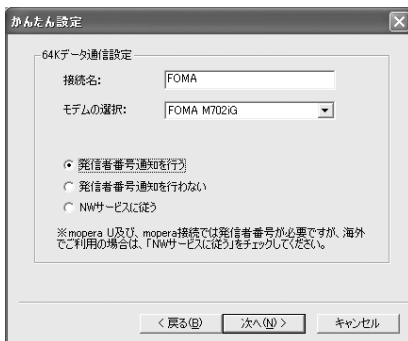 かんたん設定
64Kデータ通信設定
接続名:
FOMA
モデムの選択:
FOMA M702iG
発信者番号通知を行う
発信者番号通知を行わない
NWサービスに従う
※mopera U及び、mopera接続では発信者番号が必要ですが、海外
でご利用の場合は、「NWサービスに従う」をチェックしてください。
< 戻る(B)
次へ(N) >
キャンセル